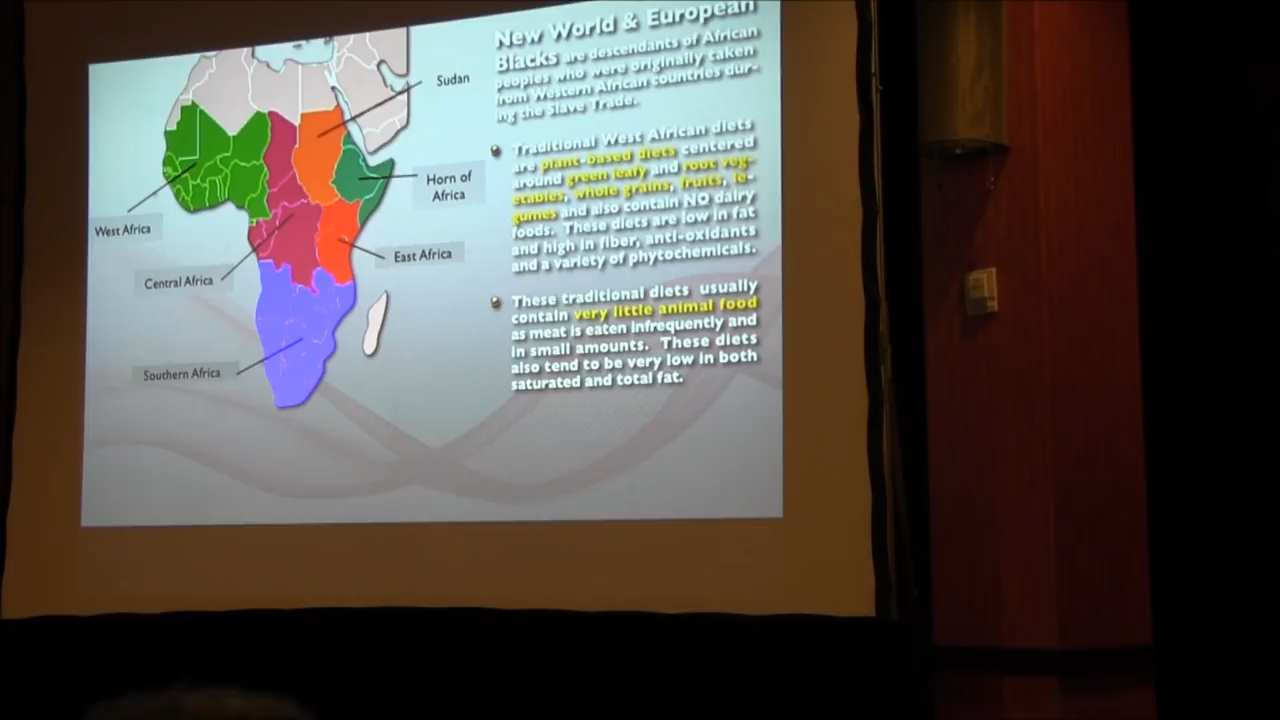 New World & European
Blacks are descendants of African
peoples who were originally taken
from Western African countries dur-
ing the Slave Trade.
Traditional West African diets
are plant-based diets centered
around green leafy and root veg-
etables, whole grains, fruits, le-
gumes and also contain NO dairy
foods. These diets are low in fat
and high in fiber, anti-oxidants
and a variety of phytochemicals.
These traditional diets usually
contain very little animal food
as meat is eaten infrequently and
in small amounts. These diets
also tend to be very low in both
saturated and total fat.
Sudan
Horn of
Africa
West Africa
East Africa
Central Africa
Southern Africa